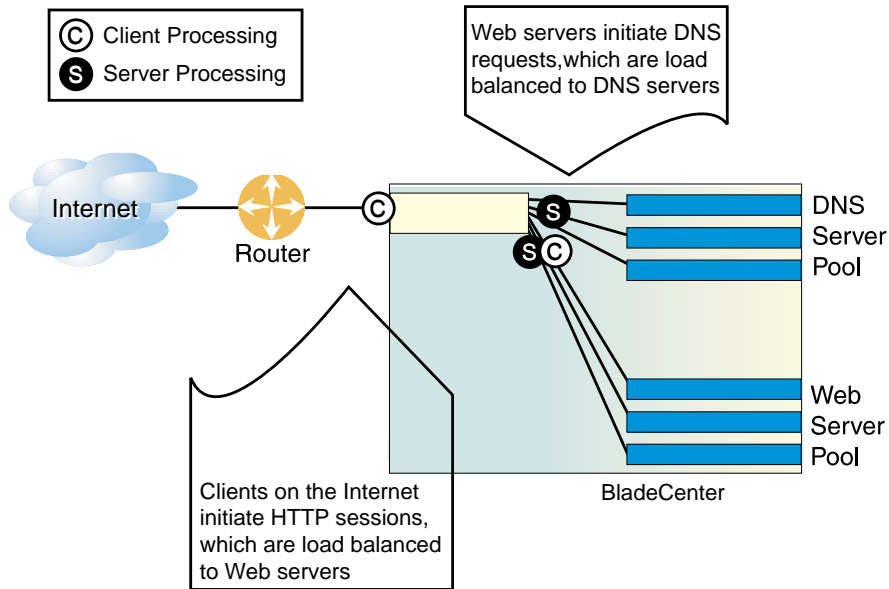 C Client Processing
S Server Processing
Web servers initiate DNS
requests,which are load
balanced to DNS servers
Internet
Router
C
S
S C
DNS
Server
Pool
Web
Server
Pool
BladeCenter
Clients on the Internet
initiate HTTP sessions,
which are load balanced
to Web servers